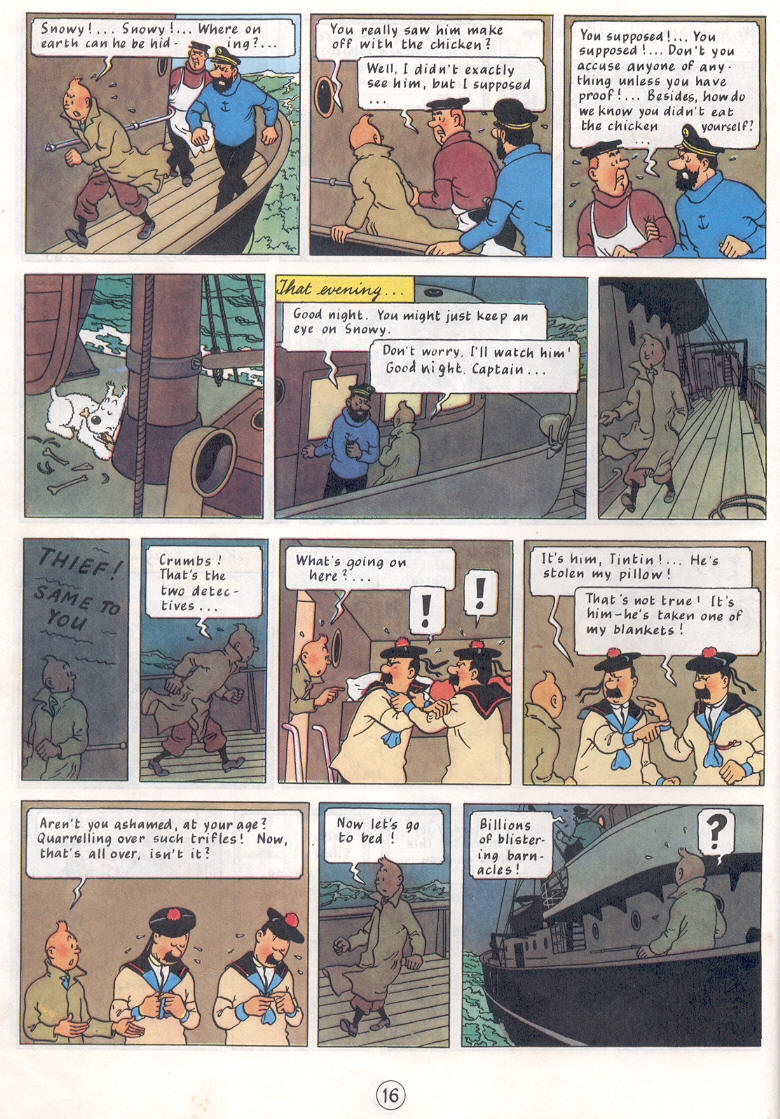 Snowy!... Snowy!... Where on
earth can he be hid- ing?...
You really saw him make
off with the chicken?
Well, I didn't exactly
see him, but I supposed
...
You supposed!... You
supposed!... Don't you
accuse anyone of any-
thing unless you have
proof!... Besides, how do
we know you didn't eat
the chicken yourself?
...
That evening...
Good night. You might just keep an
eye on Snowy.
Don't worry. I'll watch him!
Good night, Captain...
THIEF!
SAME TO
YOU
Crumbs!
That's the
two detec-
tives...
What's going on
here?...
!
!
It's him, Tintin!... He's
stolen my pillow!
That's not true! It's
him-he's taken one of
my blankets!
Aren't you ashamed, at your age?
Quarrelling over such trifles! Now,
that's all over, isn't it?
Now let's go
to bed!
Billions
of blister-
ing barn-
acles!
?
16